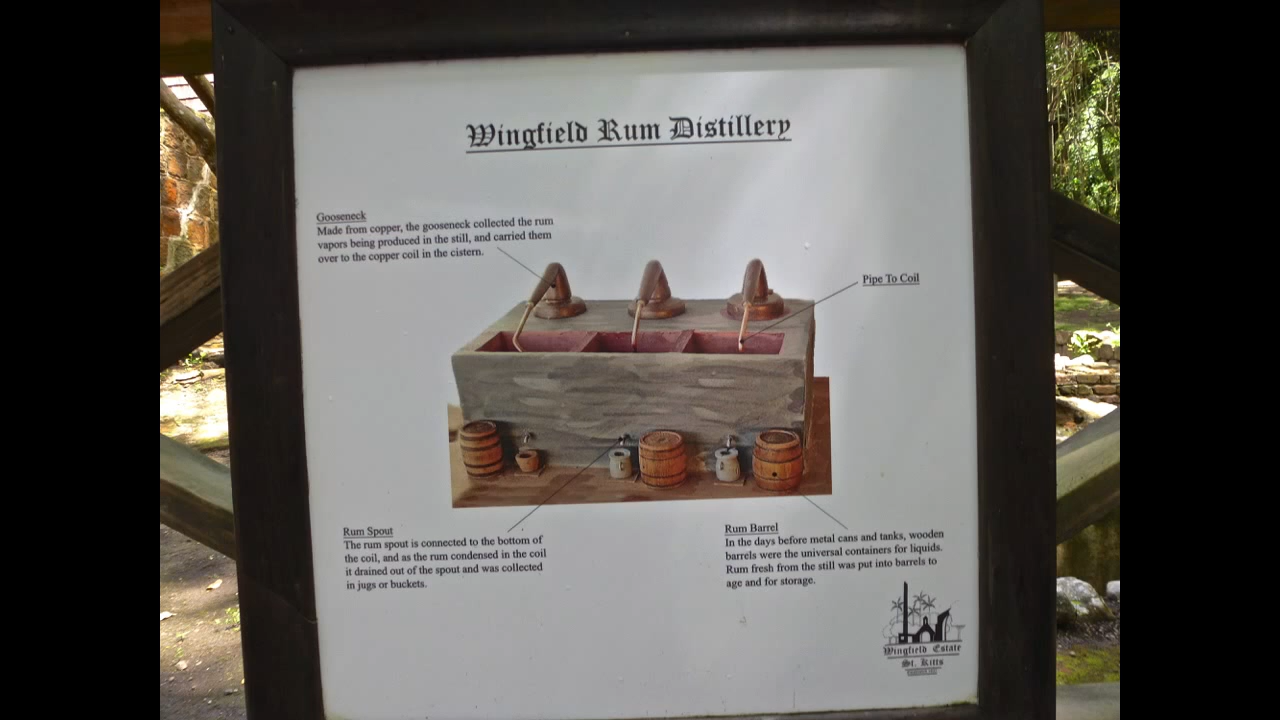 Wingfield Rum Distillery
Gooseneck
Made from copper, the gooseneck collected the rum
vapors being produced in the still, and carried them
over to the copper coil in the cistern.
Pipe To Coil
Rum Spout
The rum spout is connected to the bottom of
the coil, and as the rum condensed in the coil
it drained out of the spout and was collected
in jugs or buckets.
Rum Barrel
In the days before metal cans and tanks, wooden
barrels were the universal containers for liquids.
Rum fresh from the still was put into barrels to
age and for storage.
Wingfield Estate
St. Kitts